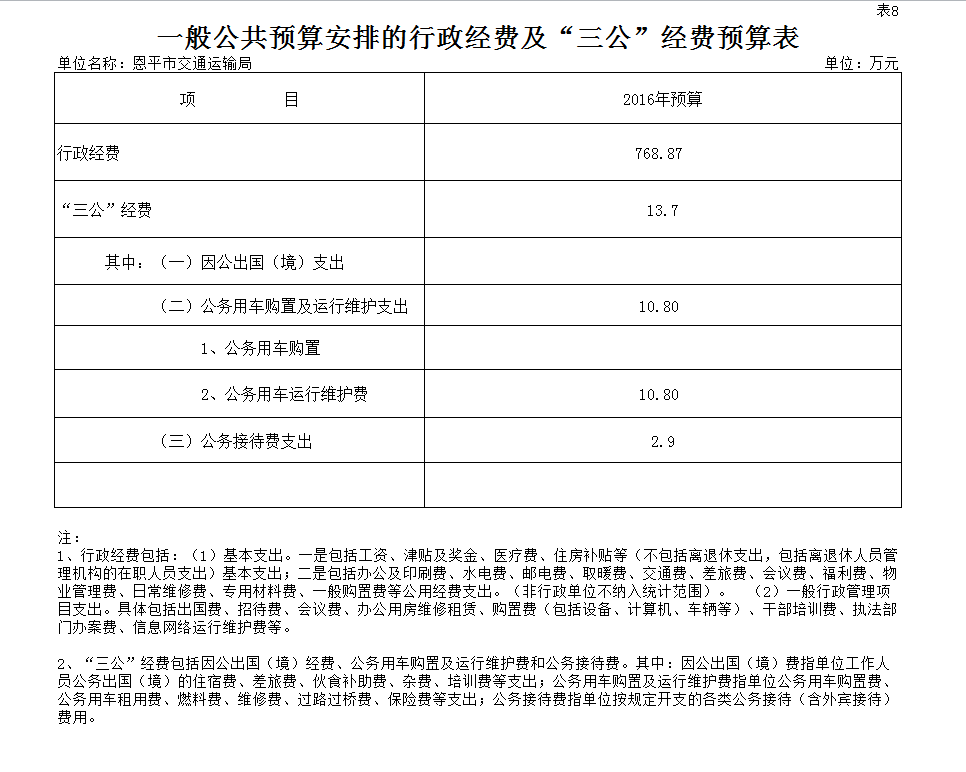 表8
一般公共预算安排的行政经费及“三公”经费预算表
单位名称：恩平市交通运输局 单位：万元
项 目 2016年预算
行政经费 768.87
“三公”经费 13.7
其中：（一）因公出国（境）支出
（二）公务用车购置及运行维护支出 10.80
1、公务用车购置
2、公务用车运行维护费 10.80
（三）公务接待费支出 2.9
注：
1、行政经费包括：（1）基本支出。一是包括工资、津贴及奖金、医疗费、住房补贴等（不包括离退休支出，包括离退休人员管
理机构的在职人员支出）基本支出；二是包括办公及印刷费、水电费、邮电费、取暖费、交通费、差旅费、会议费、福利费、物
业管理费、日常维修费、专用材料费、一般购置费等公用经费支出。（非行政单位不纳入统计范围）。 （2）一般行政管理项
目支出。具体包括出国费、招待费、会议费、办公用房维修租赁、购置费（包括设备、计算机、车辆等）、干部培训费、执法部
门办案费、信息网络运行维护费等。
2、“三公”经费包括因公出国（境）经费、公务用车购置及运行维护费和公务接待费。其中：因公出国（境）费指单位工作人
员公务出国（境）的住宿费、差旅费、伙食补助费、杂费、培训费等支出；公务用车购置及运行维护费指单位公务用车购置费、
公务用车租用费、燃料费、维修费、过路过桥费、保险费等支出；公务接待费指单位按规定开支的各类公务接待（含外宾接待）
费用。